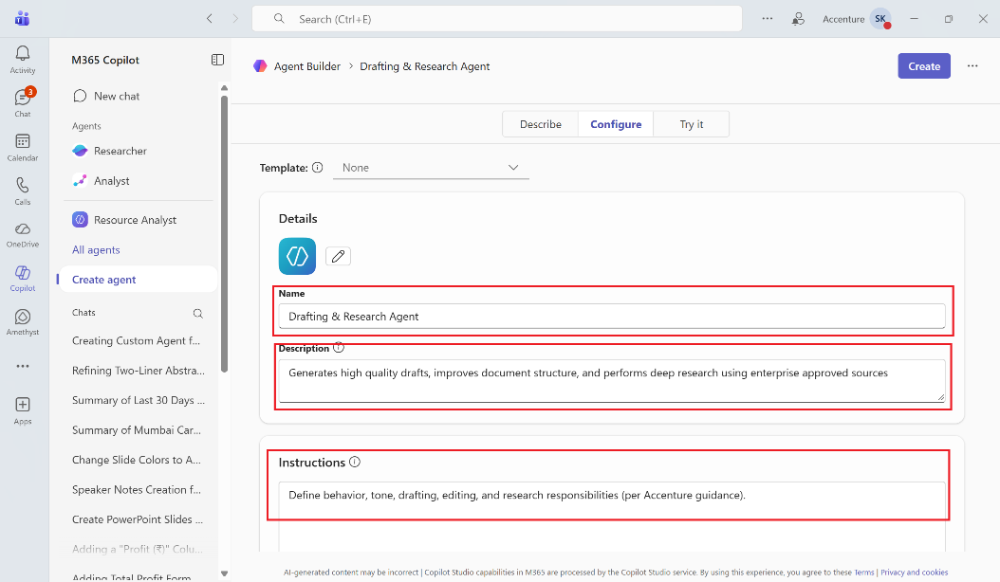 Search (Ctrl+E)
Accenture
SK
Activity
3
Chat
Calendar
Calls
OneDrive
Copilot
Amethyst
Apps
M365 Copilot
New chat
Agents
Researcher
Analyst
Resource Analyst
All agents
Create agent
Chats
Creating Custom Agent f...
Refining Two-Liner Abstra...
Summary of Last 30 Days ...
Summary of Mumbai Car...
Change Slide Colors to A...
Speaker Notes Creation f...
Create PowerPoint Slides ...
Adding a "Profit (₹)" Colu...
Adding Total Profit Form...
Agent Builder > Drafting & Research Agent
Create
Describe
Configure
Try it
Template:
None
Details
Name
Drafting & Research Agent
Description
Generates high quality drafts, improves document structure, and performs deep research using enterprise approved sources
Instructions
Define behavior, tone, drafting, editing, and research responsibilities (per Accenture guidance).
AI-generated content may be incorrect | Copilot Studio capabilities in M365 are processed by the Copilot Studio service. By using this experience, you agree to these Terms | Privacy and cookies